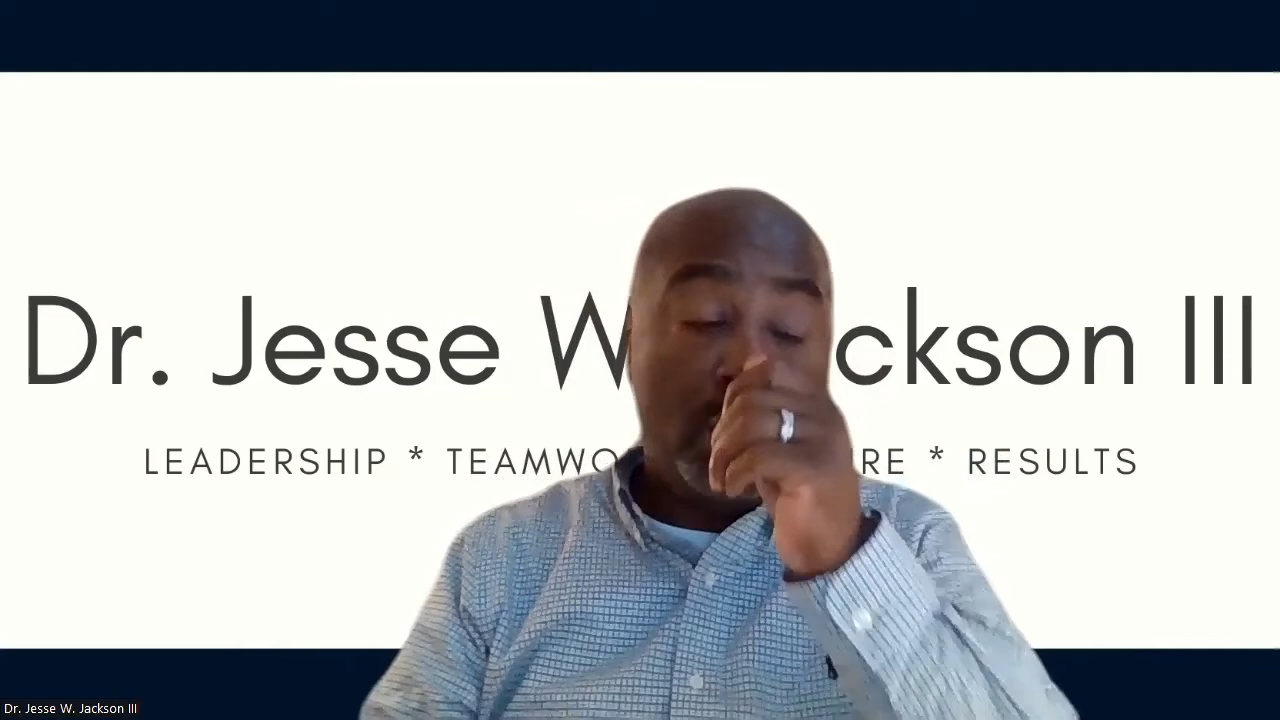 Dr. Jesse W ckson III
LEADERSHIP * TEAMWO RE * RESULTS
Dr. Jesse W. Jackson III